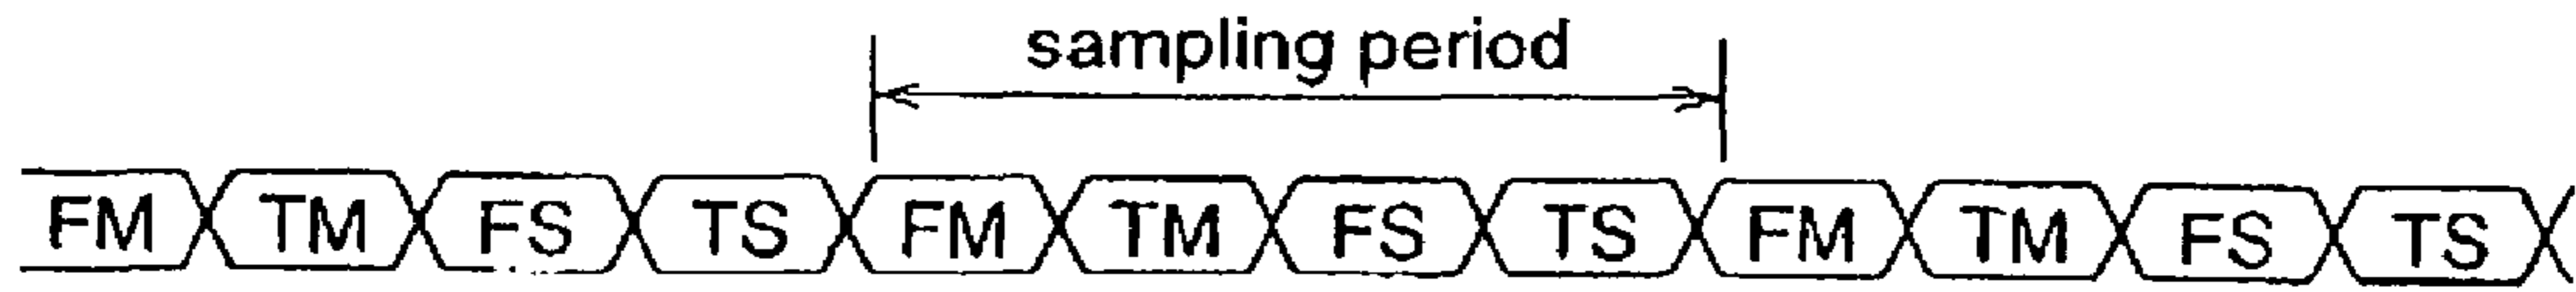 sampling period
FM TM FS TS FM TM FS TS FM TM FS TS